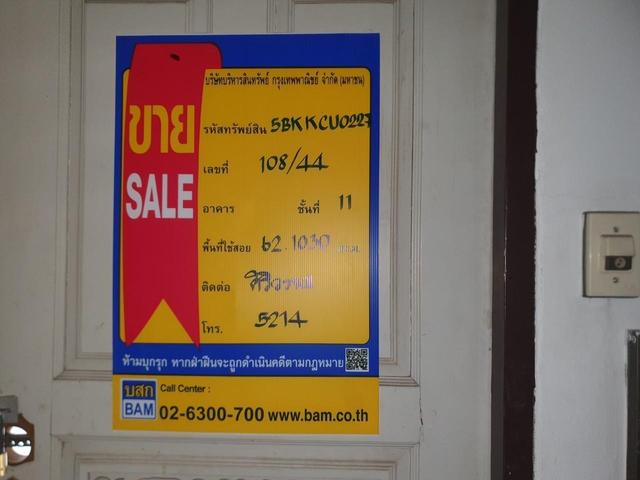 บริษัทบริหารสินทรัพย์ กรุงเทพพาณิชย์ จำกัด (มหาชน)
ขาย
SALE
รหัสทรัพย์สิน 5BKKCU0227
เลขที่ 108/44
อาคาร ชั้นที่ 11
พื้นที่ใช้สอย 62.1030 ตร.ม.
ติดต่อ
โทร. 5214
ห้ามบุกรุก หากฝ่าฝืนจะถูกดำเนินคดีตามกฎหมาย
บสก
BAM
Call Center :
02-6300-700 www.bam.co.th